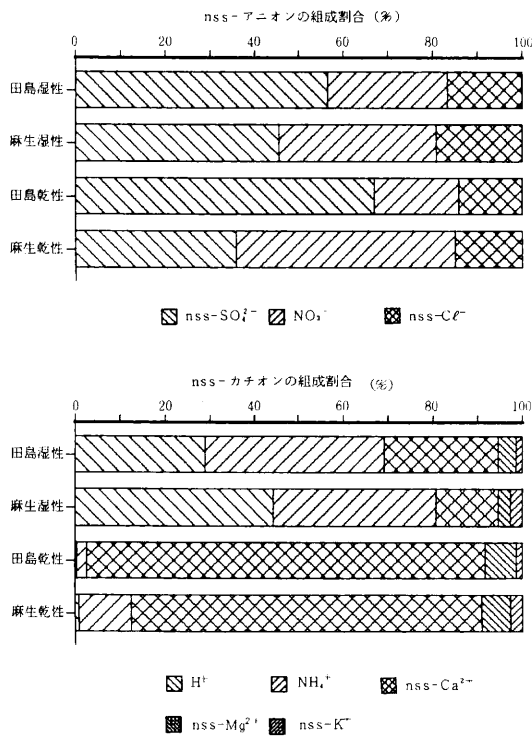 nss-アニオンの組成割合 (%)
0 20 40 60 80 100
田島湿性
麻生湿性
田島乾性
麻生乾性
nss-SO₄²⁻ NO₃⁻ nss-Cℓ⁻
nss-カチオンの組成割合 (%)
0 20 40 60 80 100
田島湿性
麻生湿性
田島乾性
麻生乾性
H⁺ NH₄⁺ nss-Ca²⁺
nss-Mg²⁺ nss-K⁺